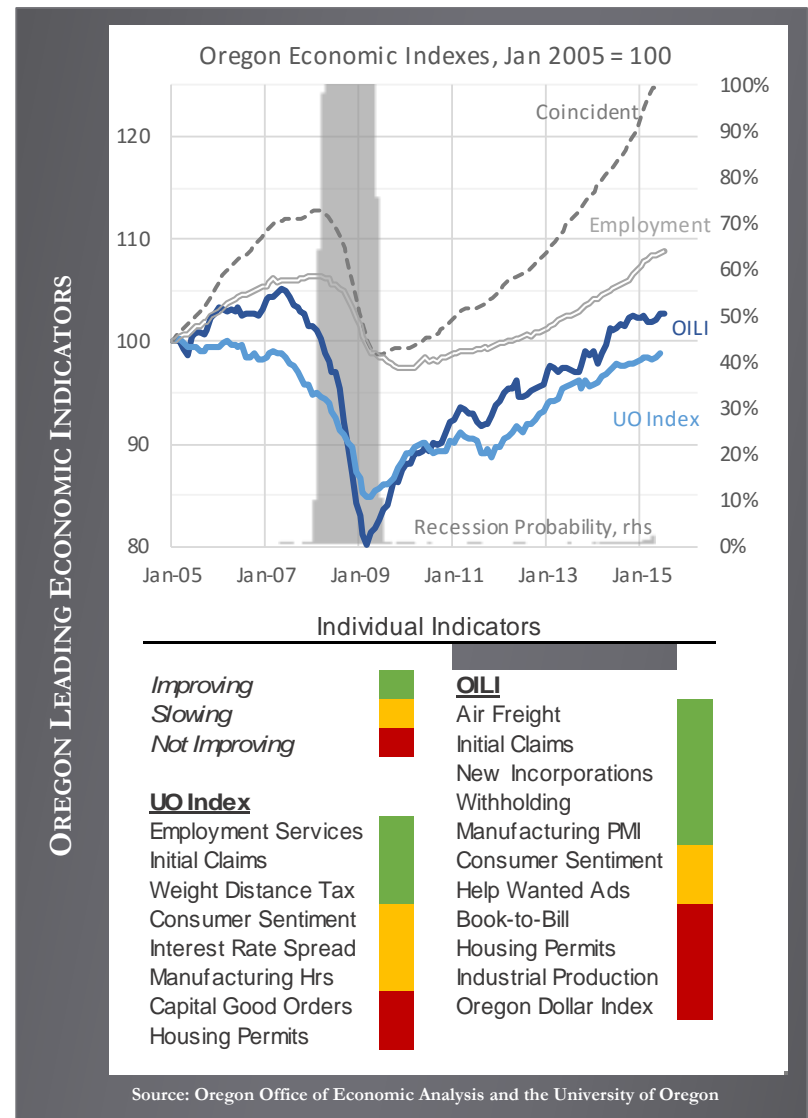 OREGON LEADING ECONOMIC INDICATORS
Oregon Economic Indexes, Jan 2005 = 100
120
110
100
90
80
100%
90%
80%
70%
60%
50%
40%
30%
20%
10%
0%
Coincident
Employment
OILI
UO Index
Recession Probability, rhs
Jan-05 Jan-07 Jan-09 Jan-11 Jan-13 Jan-15
Individual Indicators
Improving
Slowing
Not Improving
UO Index
Employment Services
Initial Claims
Weight Distance Tax
Consumer Sentiment
Interest Rate Spread
Manufacturing Hrs
Capital Good Orders
Housing Permits
OILI
Air Freight
Initial Claims
New Incorporations
Withholding
Manufacturing PMI
Consumer Sentiment
Help Wanted Ads
Book-to-Bill
Housing Permits
Industrial Production
Oregon Dollar Index
Source: Oregon Office of Economic Analysis and the University of Oregon